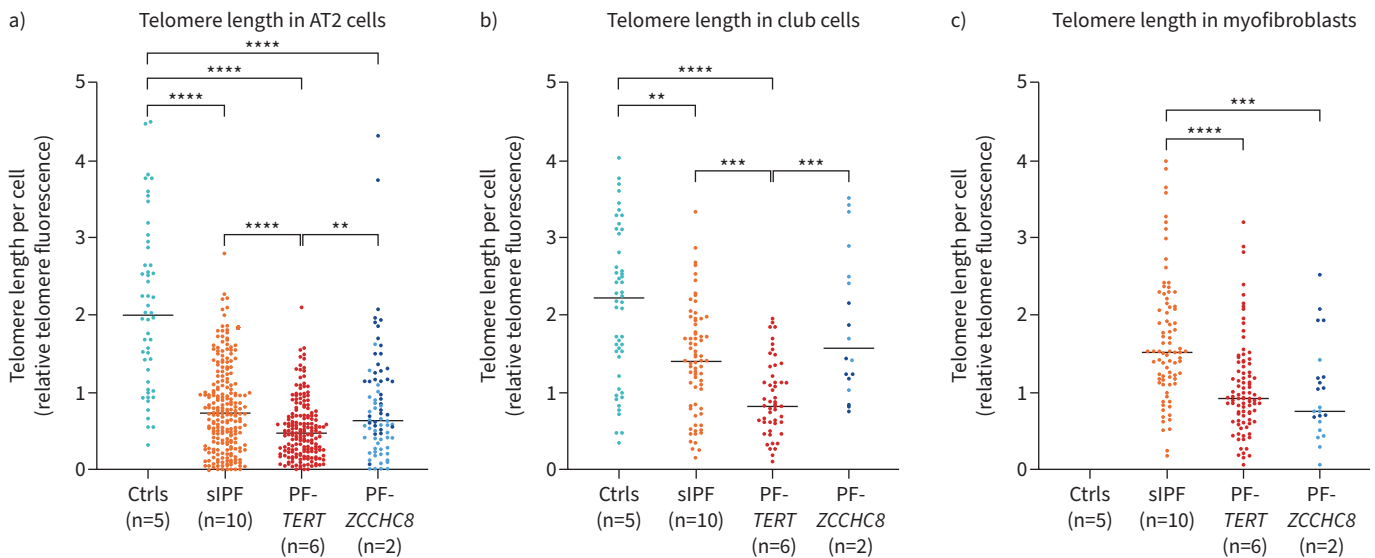 a) Telomere length in AT2 cells
****
****
****
****
**
5
4
3
2
1
0
Telomere length per cell
(relative telomere fluorescence)
Ctrls
(n=5)
sIPF
(n=10)
PF-
TERT
(n=6)
PF-
ZCCHC8
(n=2)
b) Telomere length in club cells
****
**
***
***
5
4
3
2
1
0
Telomere length per cell
(relative telomere fluorescence)
Ctrls
(n=5)
sIPF
(n=10)
PF-
TERT
(n=6)
PF-
ZCCHC8
(n=2)
c) Telomere length in myofibroblasts
***
****
5
4
3
2
1
0
Telomere length per cell
(relative telomere fluorescence)
Ctrls
(n=5)
sIPF
(n=10)
PF-
TERT
(n=6)
PF-
ZCCHC8
(n=2)